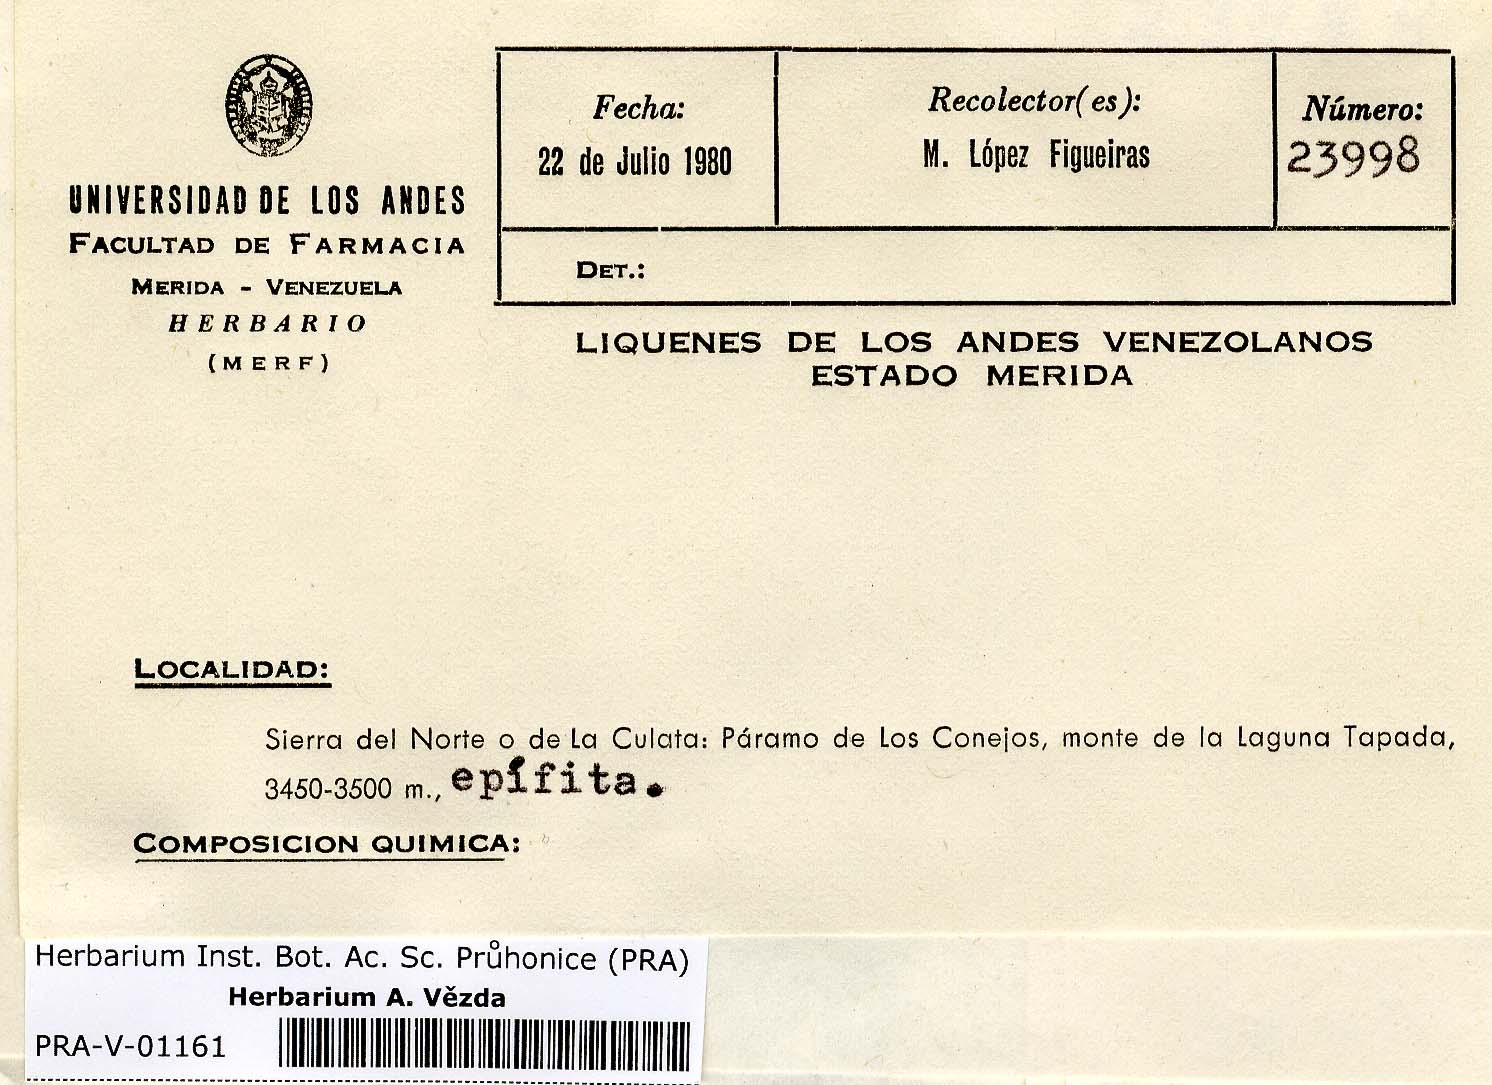 UNIVERSIDAD DE LOS ANDES
FACULTAD DE FARMACIA
MERIDA - VENEZUELA
HERBARIO
(MERF)
Fecha:
22 de Julio 1980
Recolector(es):
M. López Figueiras
Número:
23998
DET.:
LIQUENES DE LOS ANDES VENEZOLANOS
ESTADO MERIDA
LOCALIDAD:
Sierra del Norte o de La Culata: Páramo de Los Conejos, monte de la Laguna Tapada,
3450-3500 m., epífita.
COMPOSICION QUIMICA:
Herbarium Inst. Bot. Ac. Sc. Průhonice (PRA)
Herbarium A. Vězda
PRA-V-01161